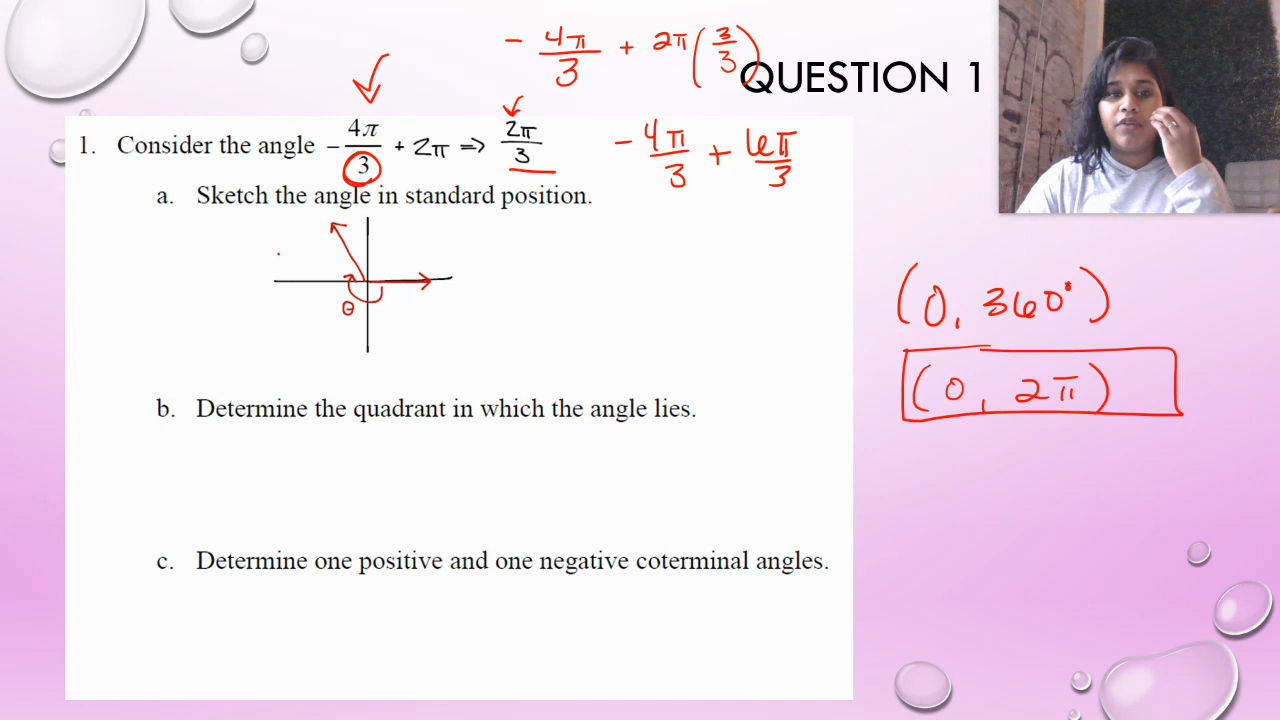 - 4π/3 + 2π(3/3)
QUESTION 1
1. Consider the angle - 4π/3 + 2π ⇒ 2π/3
- 4π/3 + 6π/3
a. Sketch the angle in standard position.
θ
(0, 360°)
(0, 2π)
b. Determine the quadrant in which the angle lies.
c. Determine one positive and one negative coterminal angles.